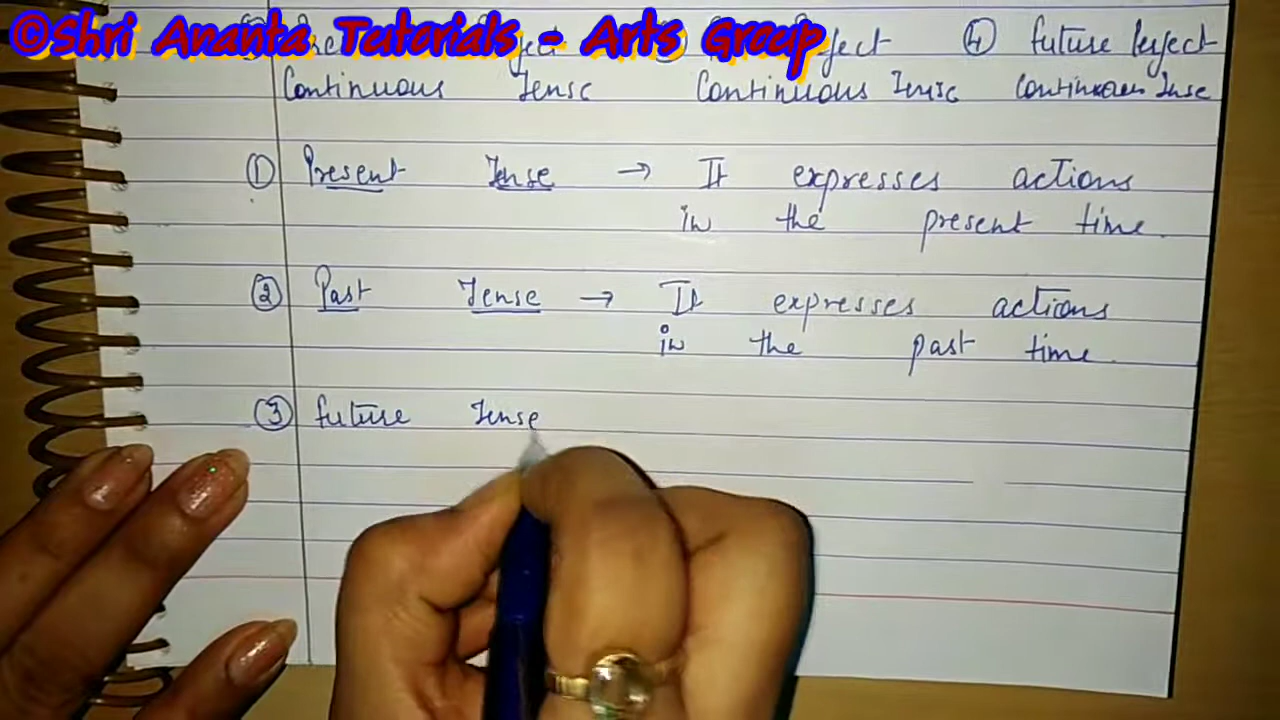 ©Shri Ananta Tutorials - Arts Group
ject ④ future Perfect
Continuous Tense Continuous Tense Continuous Tense
① Present Tense → It expresses actions
in the present time.
② Past Tense → It expresses actions
in the past time.
③ future Tense